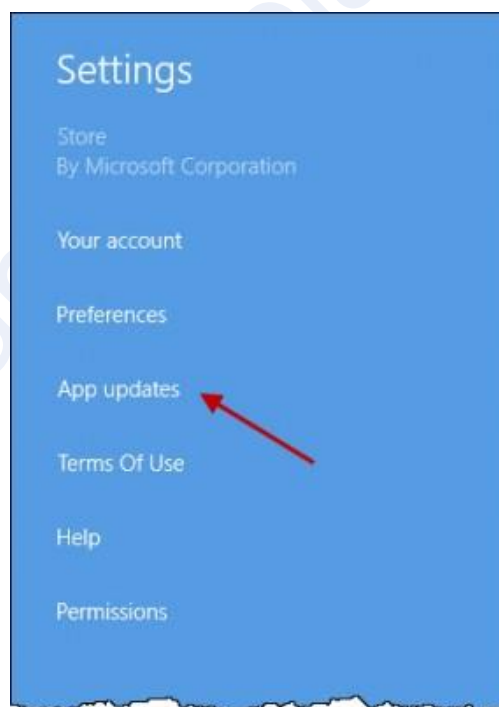 Settings
Store
By Microsoft Corporation
Your account
Preferences
App updates
Terms Of Use
Help
Permissions